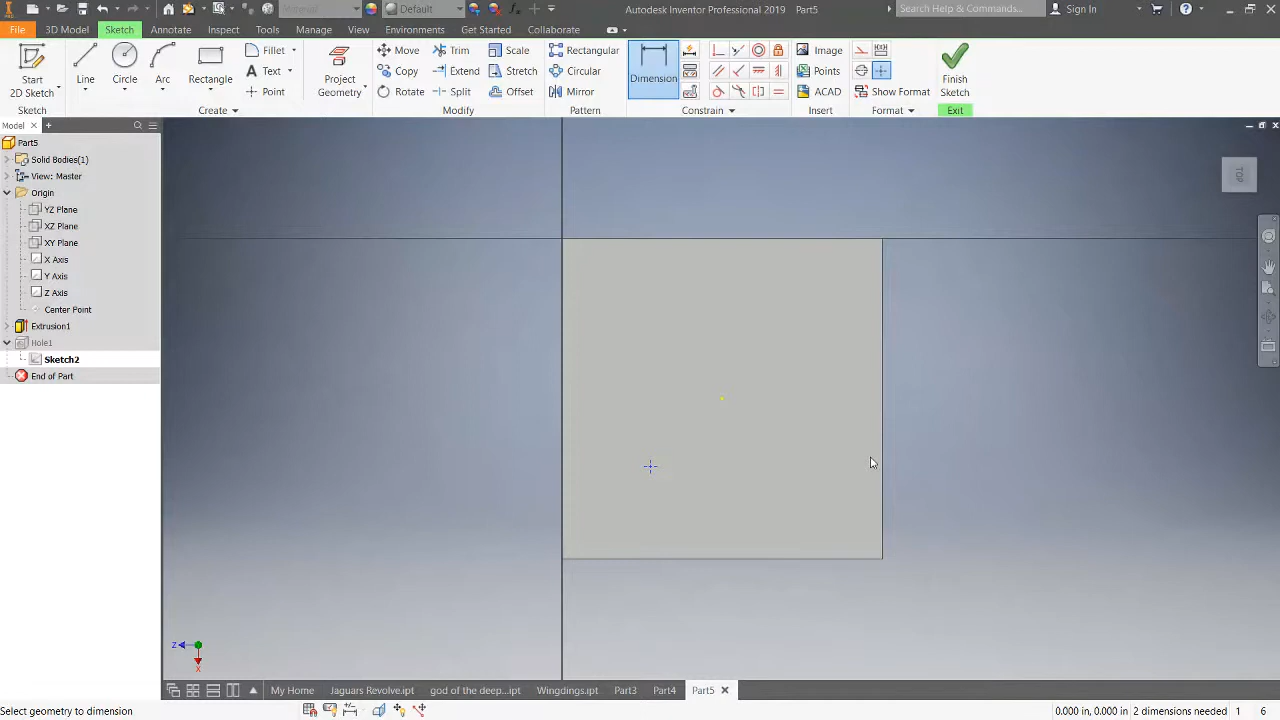 Material
Default
Autodesk Inventor Professional 2019   Part5
Search Help & Commands...
Sign In
File
3D Model
Sketch
Annotate
Inspect
Tools
Manage
View
Environments
Get Started
Collaborate
Start
2D Sketch
Line
Circle
Arc
Rectangle
Fillet
Text
Point
Project
Geometry
Move
Copy
Rotate
Trim
Extend
Split
Scale
Stretch
Offset
Rectangular
Circular
Mirror
Dimension
Image
Points
ACAD
Show Format
Finish
Sketch
Sketch
Create
Modify
Pattern
Constrain
Insert
Format
Exit
Model
Part5
Solid Bodies(1)
View: Master
Origin
YZ Plane
XZ Plane
XY Plane
X Axis
Y Axis
Z Axis
Center Point
Extrusion1
Hole1
Sketch2
End of Part
TOP
Z
X
My Home
Jaguars Revolve.ipt
god of the deep...ipt
Wingdings.ipt
Part3
Part4
Part5
Select geometry to dimension
0.000 in, 0.000 in
2 dimensions needed
1
6